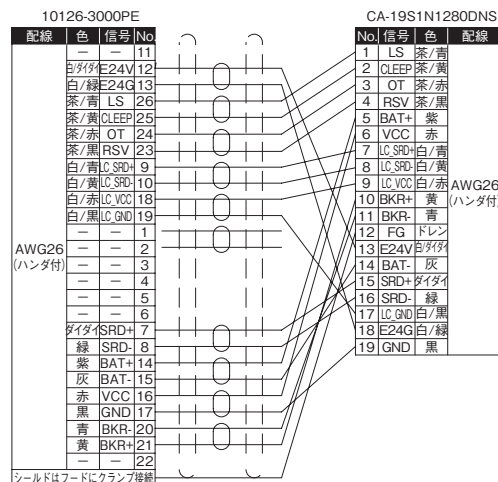 10126-3000PE
配線 色 信号 No.
— — 11
白/ダイダイ E24V 12
白/緑 E24G 13
茶/青 LS 26
茶/黄 CLEEP 25
茶/赤 OT 24
茶/黒 RSV 23
白/青 LC_SRD+ 9
白/黄 LC_SRD- 10
白/赤 LC_VCC 18
白/黒 LC_GND 19
— — 1
— — 2
— — 3
— — 4
— — 5
— — 6
ダイダイ SRD+ 7
緑 SRD- 8
紫 BAT+ 14
灰 BAT- 15
赤 VCC 16
黒 GND 17
青 BKR- 20
黄 BKR+ 21
— — 22
AWG26
(ハンダ付)
シールドはフードにクランプ接続
CA-19S1N1280DNS
No. 信号 色 配線
1 LS 茶/青
2 CLEEP 茶/黄
3 OT 茶/赤
4 RSV 茶/黒
5 BAT+ 紫
6 VCC 赤
7 LC_SRD+ 白/青
8 LC_SRD- 白/黄
9 LC_VCC 白/赤
10 BKR+ 黄
11 BKR- 青
12 FG ドレン
13 E24V 白/ダイダイ
14 BAT- 灰
15 SRD+ ダイダイ
16 SRD- 緑
17 LC_GND 白/黒
18 E24G 白/緑
19 GND 黒
AWG26
(ハンダ付)